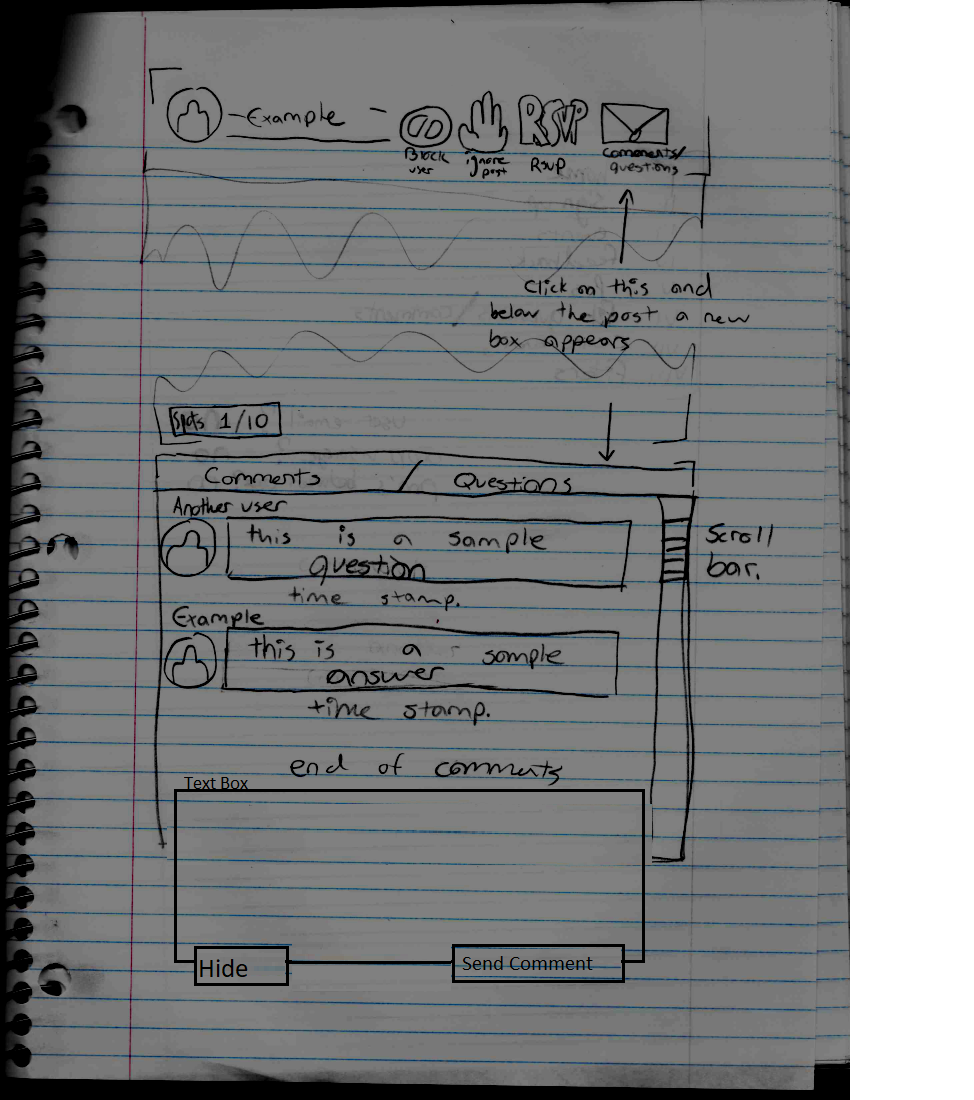 Example
RSVP
Block user
ignore post
RSVP
comments/
questions
Click on this and
below the post a new
box appears
Spots 1/10
Comments / Questions
Another user
this is a sample
question
time stamp.
Scroll
bar.
Example
this is a sample
answer
time stamp.
end of comments
Text Box
Hide
Send Comment